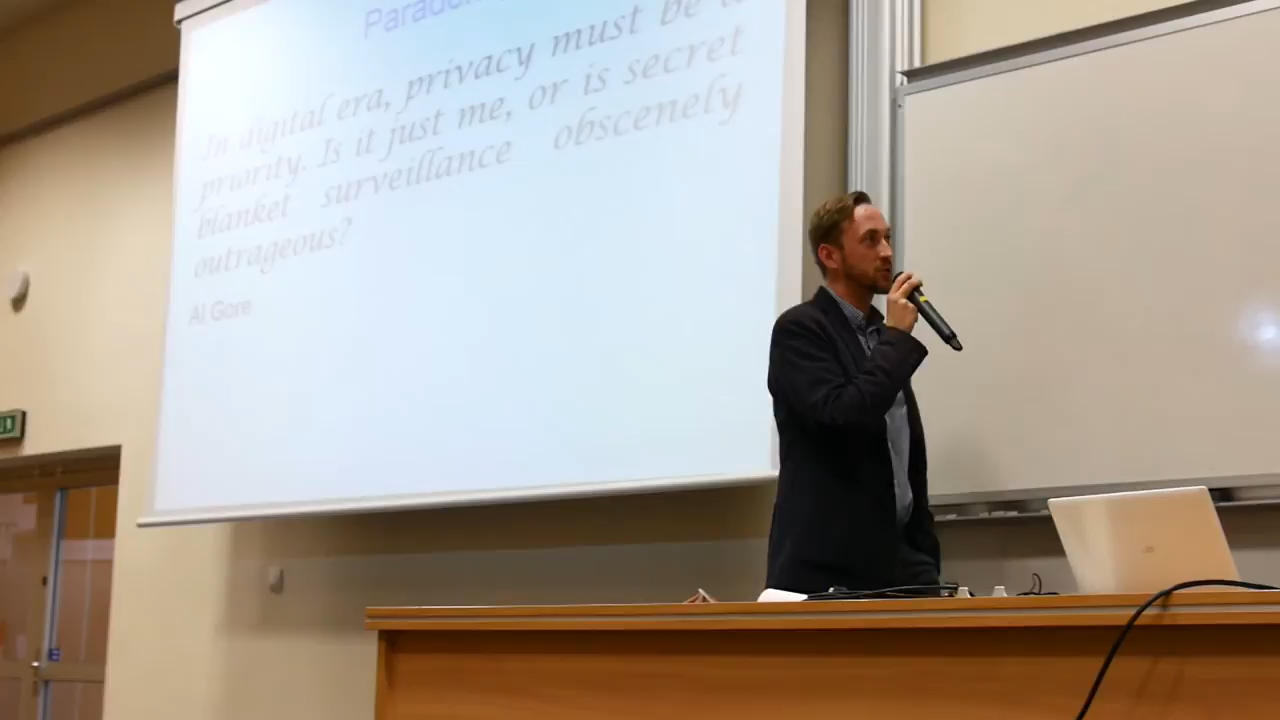 In digital era, privacy must be a
priority. Is it just me, or is secret
blanket surveillance obscenely
outrageous?
Al Gore